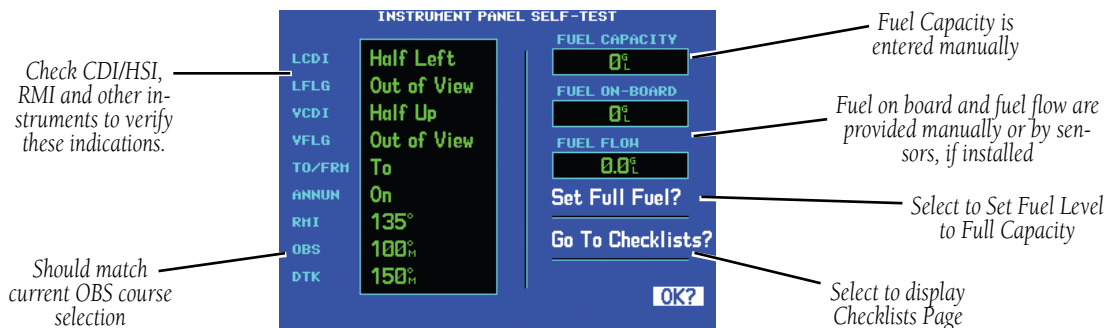 INSTRUMENT PANEL SELF-TEST
Check CDI/HSI,
RMI and other in-
struments to verify
these indications.
Should match
current OBS course
selection
LCDI Half Left
LFLG Out of View
VCDI Half Up
VFLG Out of View
TO/FRM To
ANNUN On
RMI 135°
OBS 100°M
DTK 150°M
FUEL CAPACITY
0GL
FUEL ON-BOARD
0GL
FUEL FLOW
0.0GL
Set Full Fuel?
Go To Checklists?
OK?
Fuel Capacity is
entered manually
Fuel on board and fuel flow are
provided manually or by sen-
sors, if installed
Select to Set Fuel Level
to Full Capacity
Select to display
Checklists Page